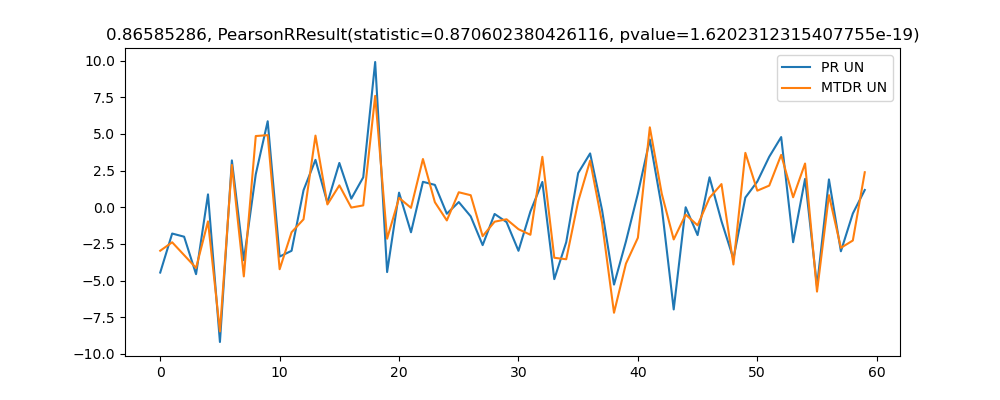 0.86585286, PearsonRResult(statistic=0.870602380426116, pvalue=1.6202312315407755e-19)
PR UN
MTDR UN
10.0
7.5
5.0
2.5
0.0
−2.5
−5.0
−7.5
−10.0
0 10 20 30 40 50 60